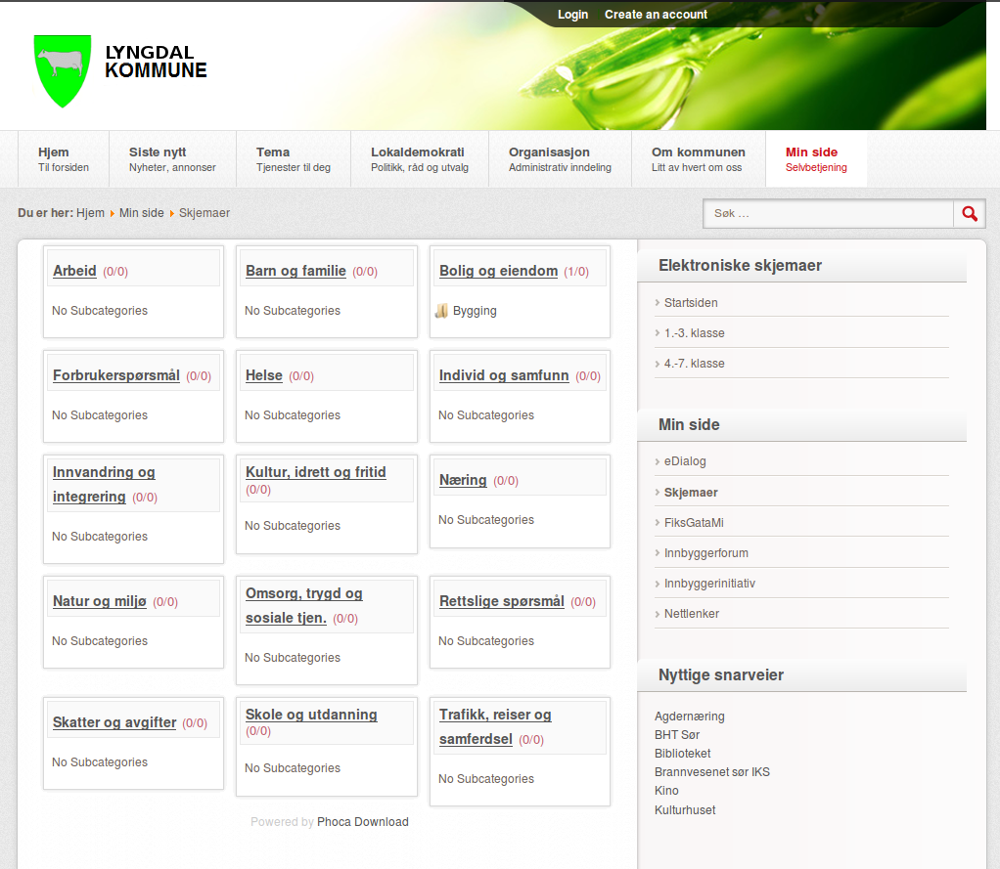 Login Create an account
LYNGDAL
KOMMUNE
Hjem Siste nytt Tema Lokaldemokrati Organisasjon Om kommunen Min side
Til forsiden Nyheter, annonser Tjenester til deg Politikk, råd og utvalg Administrativ inndeling Litt av hvert om oss Selvbetjening
Du er her: Hjem Min side Skjemaer
Søk ...
Arbeid (0/0)
No Subcategories
Barn og familie (0/0)
No Subcategories
Bolig og eiendom (1/0)
Bygging
Forbrukerspørsmål (0/0)
No Subcategories
Helse (0/0)
No Subcategories
Individ og samfunn (0/0)
No Subcategories
Innvandring og
integrering (0/0)
No Subcategories
Kultur, idrett og fritid
(0/0)
No Subcategories
Næring (0/0)
No Subcategories
Natur og miljø (0/0)
No Subcategories
Omsorg, trygd og
sosiale tjen. (0/0)
No Subcategories
Rettslige spørsmål (0/0)
No Subcategories
Skatter og avgifter (0/0)
No Subcategories
Skole og utdanning
(0/0)
No Subcategories
Trafikk, reiser og
samferdsel (0/0)
No Subcategories
Powered by Phoca Download
Elektroniske skjemaer
Startsiden
1.-3. klasse
4.-7. klasse
Min side
eDialog
Skjemaer
FiksGataMi
Innbyggerforum
Innbyggerinitiativ
Nettlenker
Nyttige snarveier
Agdernæring
BHT Sør
Biblioteket
Brannvesenet sør IKS
Kino
Kulturhuset